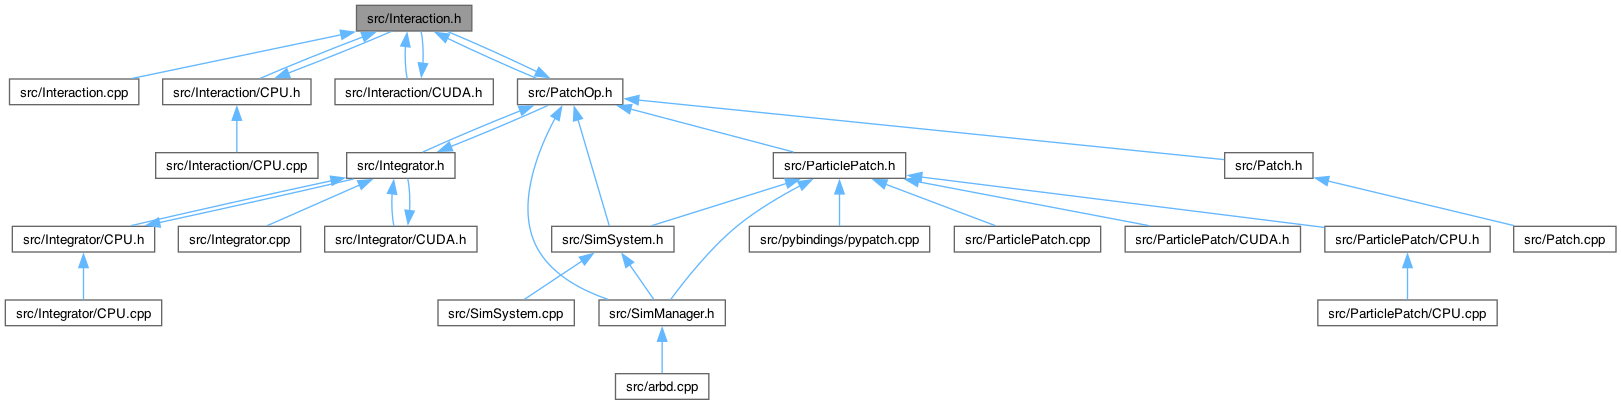 src/Interaction.h
src/Interaction.cpp
src/Interaction/CPU.h
src/Interaction/CUDA.h
src/PatchOp.h
src/Interaction/CPU.cpp
src/Integrator.h
src/ParticlePatch.h
src/Patch.h
src/Integrator/CPU.h
src/Integrator.cpp
src/Integrator/CUDA.h
src/SimSystem.h
src/pybindings/pypatch.cpp
src/ParticlePatch.cpp
src/ParticlePatch/CUDA.h
src/ParticlePatch/CPU.h
src/Patch.cpp
src/Integrator/CPU.cpp
src/SimSystem.cpp
src/SimManager.h
src/ParticlePatch/CPU.cpp
src/arbd.cpp